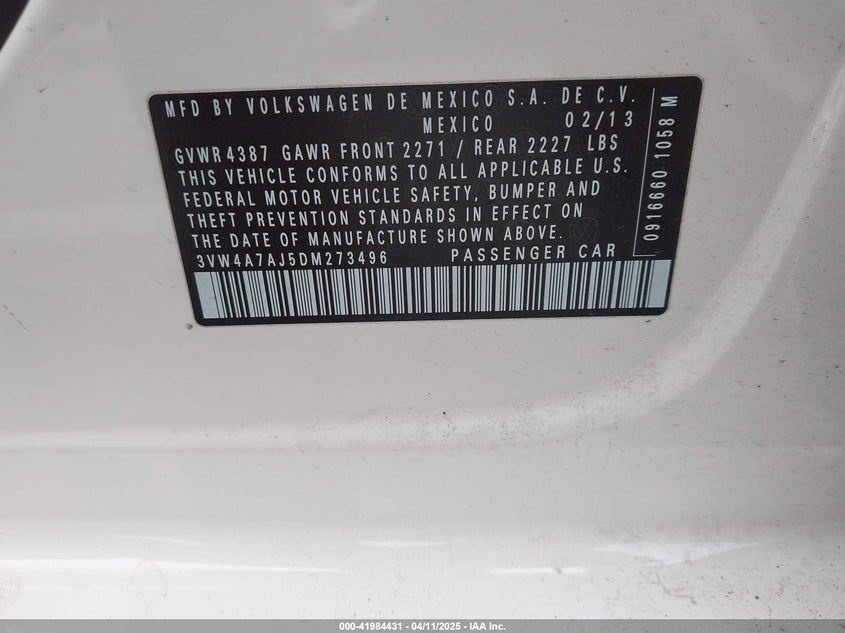 MFD BY VOLKSWAGEN DE MEXICO S.A. DE C.V.
MEXICO 02/13
GVWR 4387 GAWR FRONT 2271 / REAR 2227 LBS
THIS VEHICLE CONFORMS TO ALL APPLICABLE U.S.
FEDERAL MOTOR VEHICLE SAFETY, BUMPER AND
THEFT PREVENTION STANDARDS IN EFFECT ON
THE DATE OF MANUFACTURE SHOWN ABOVE.
3VW4A7AJ5DM273496 PASSENGER CAR
0916660 1058 M
000-41984431 - 04/11/2025 - IAA Inc.